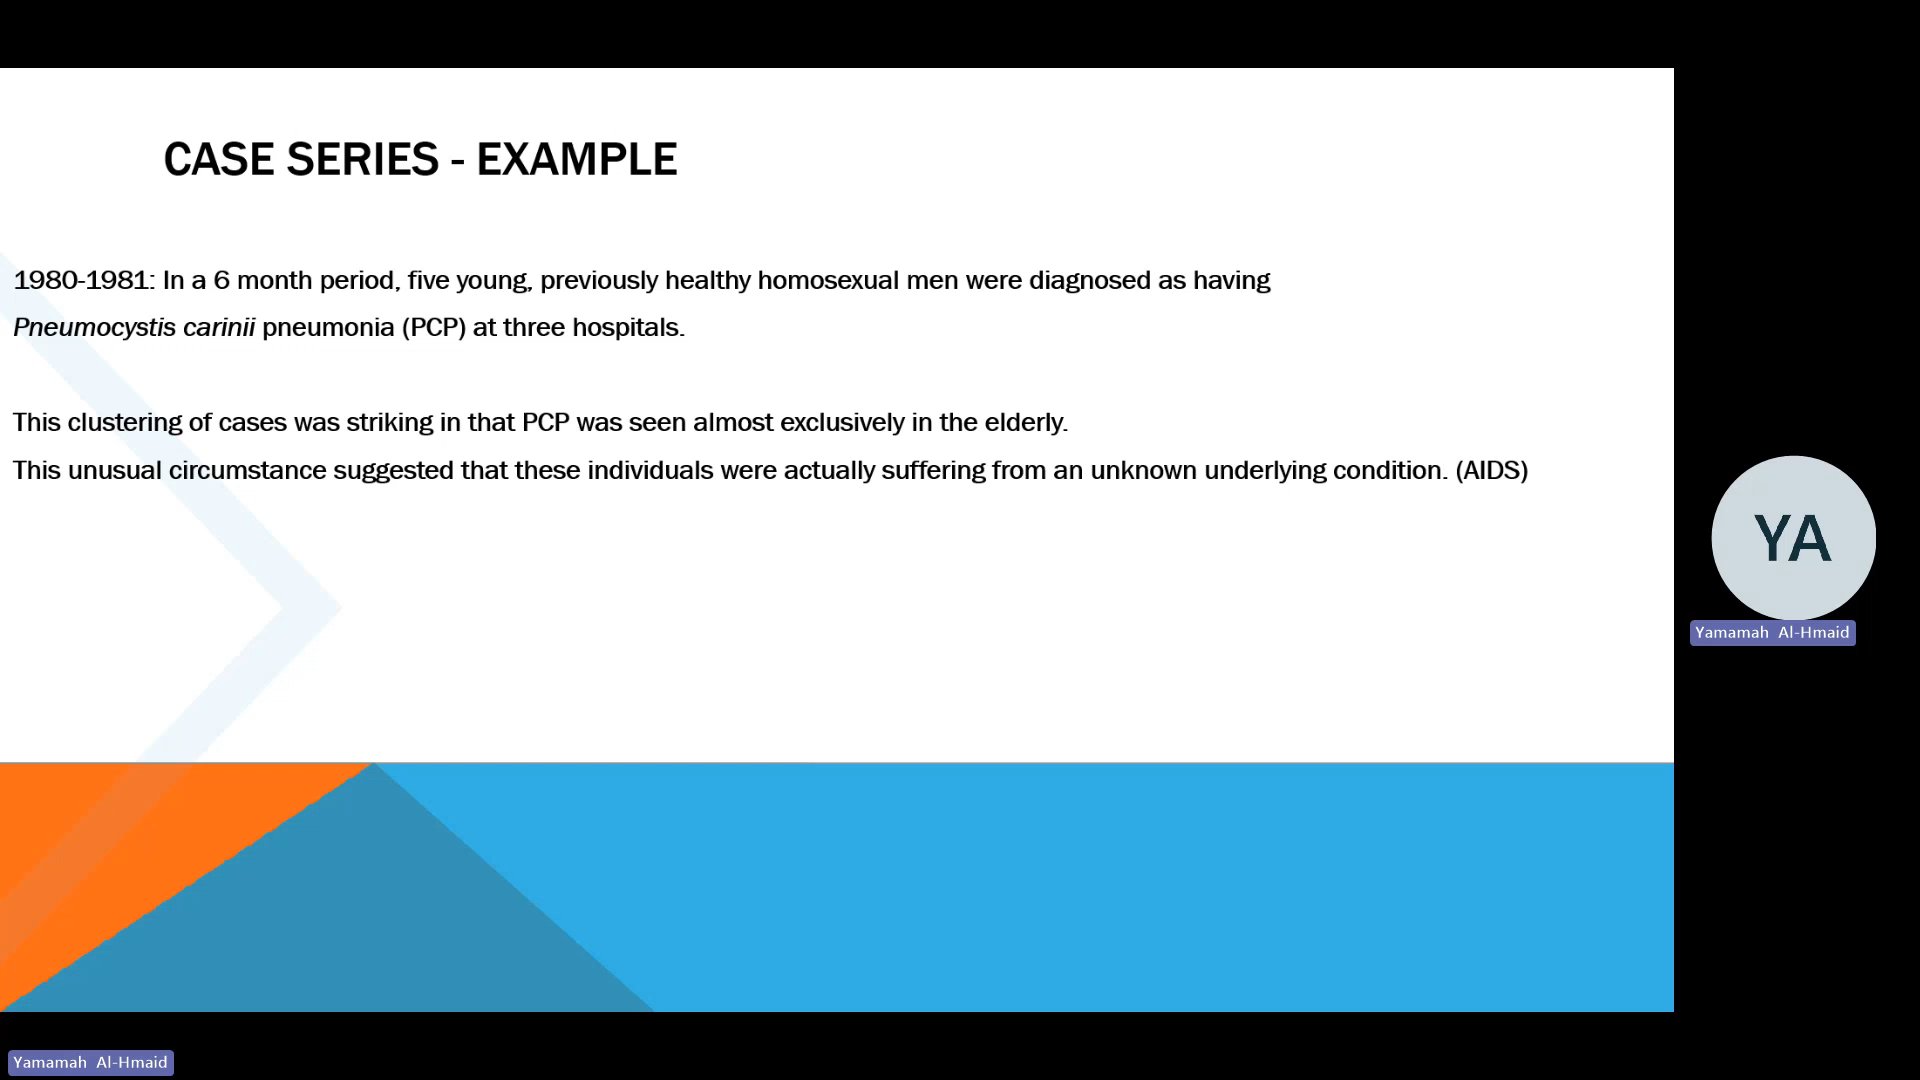 CASE SERIES - EXAMPLE
1980-1981: In a 6 month period, five young, previously healthy homosexual men were diagnosed as having
Pneumocystis carinii pneumonia (PCP) at three hospitals.
This clustering of cases was striking in that PCP was seen almost exclusively in the elderly.
This unusual circumstance suggested that these individuals were actually suffering from an unknown underlying condition. (AIDS)
YA
Yamamah Al-Hmaid
Yamamah Al-Hmaid